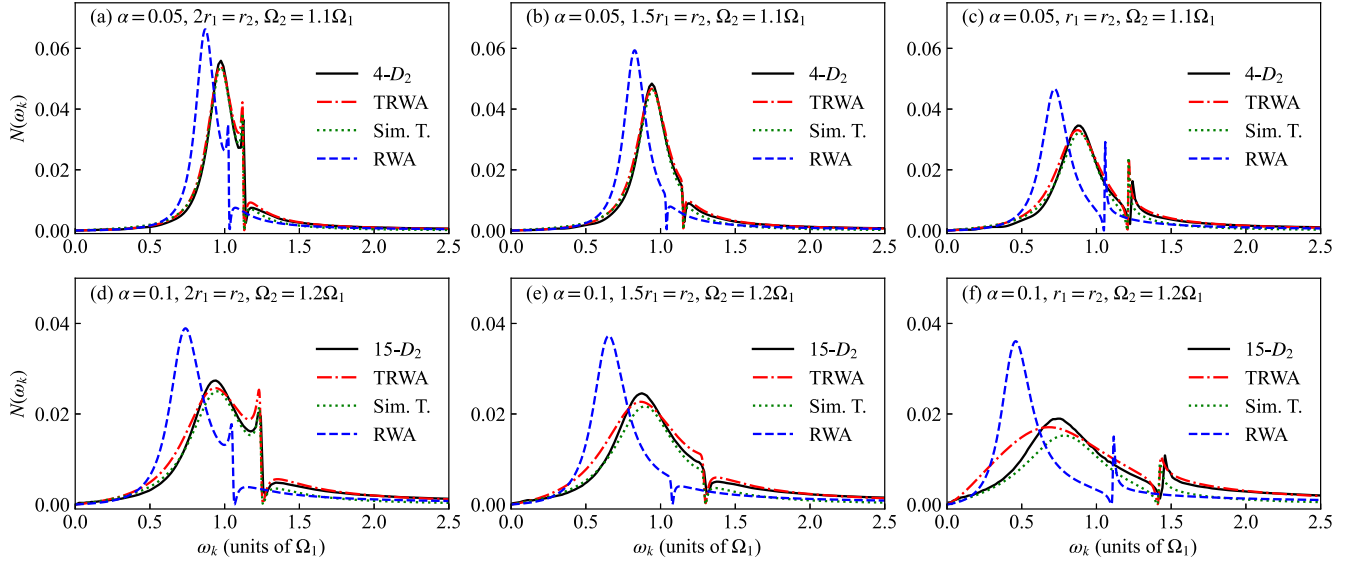 (a) α = 0.05, 2r₁ = r₂, Ω₂ = 1.1Ω₁
N(ωₖ)
0.06
0.04
0.02
0.00
4-D₂
TRWA
Sim. T.
RWA
0.0 0.5 1.0 1.5 2.0 2.5
(b) α = 0.05, 1.5r₁ = r₂, Ω₂ = 1.1Ω₁
4-D₂
TRWA
Sim. T.
RWA
0.0 0.5 1.0 1.5 2.0 2.5
(c) α = 0.05, r₁ = r₂, Ω₂ = 1.1Ω₁
4-D₂
TRWA
Sim. T.
RWA
0.0 0.5 1.0 1.5 2.0 2.5
(d) α = 0.1, 2r₁ = r₂, Ω₂ = 1.2Ω₁
N(ωₖ)
0.04
0.02
0.00
15-D₂
TRWA
Sim. T.
RWA
0.0 0.5 1.0 1.5 2.0 2.5
ωₖ (units of Ω₁)
(e) α = 0.1, 1.5r₁ = r₂, Ω₂ = 1.2Ω₁
15-D₂
TRWA
Sim. T.
RWA
0.0 0.5 1.0 1.5 2.0 2.5
ωₖ (units of Ω₁)
(f) α = 0.1, r₁ = r₂, Ω₂ = 1.2Ω₁
15-D₂
TRWA
Sim. T.
RWA
0.0 0.5 1.0 1.5 2.0 2.5
ωₖ (units of Ω₁)